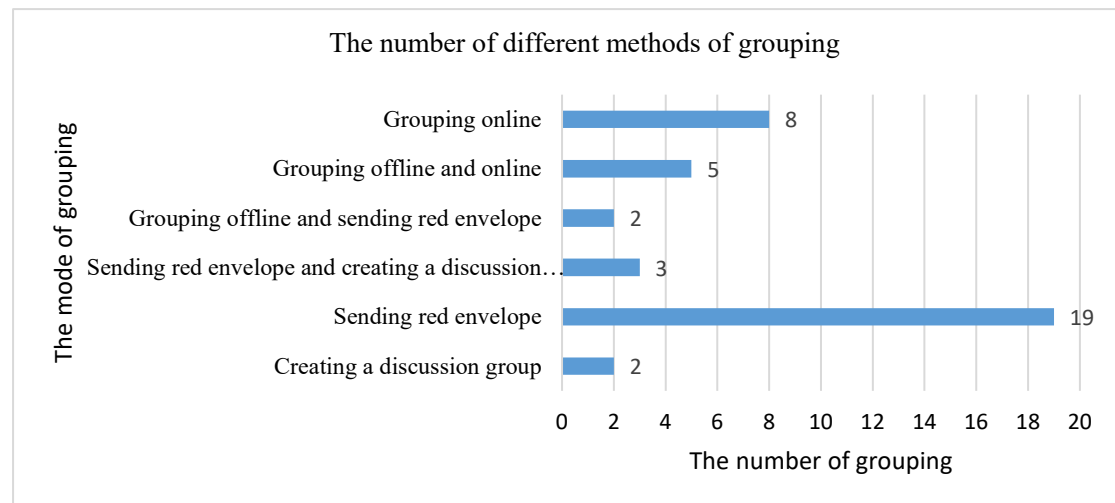 The number of different methods of grouping
The mode of grouping
Grouping online
8
Grouping offline and online
5
Grouping offline and sending red envelope
2
Sending red envelope and creating a discussion…
3
Sending red envelope
19
Creating a discussion group
2
0 2 4 6 8 10 12 14 16 18 20
The number of grouping